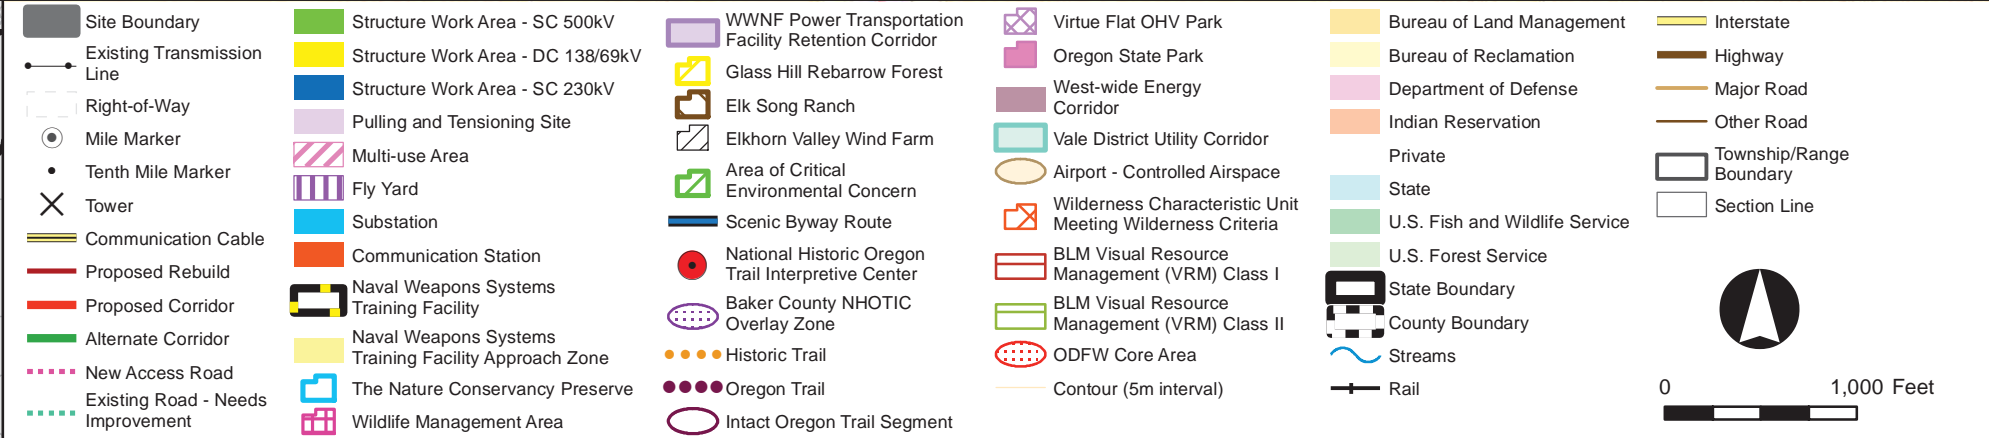 Site Boundary
Existing Transmission
Line
Right-of-Way
Mile Marker
Tenth Mile Marker
Tower
Communication Cable
Proposed Rebuild
Proposed Corridor
Alternate Corridor
New Access Road
Existing Road - Needs
Improvement
Structure Work Area - SC 500kV
Structure Work Area - DC 138/69kV
Structure Work Area - SC 230kV
Pulling and Tensioning Site
Multi-use Area
Fly Yard
Substation
Communication Station
Naval Weapons Systems
Training Facility
Naval Weapons Systems
Training Facility Approach Zone
The Nature Conservancy Preserve
Wildlife Management Area
WWNF Power Transportation
Facility Retention Corridor
Glass Hill Rebarrow Forest
Elk Song Ranch
Elkhorn Valley Wind Farm
Area of Critical
Environmental Concern
Scenic Byway Route
National Historic Oregon
Trail Interpretive Center
Baker County NHOTIC
Overlay Zone
Historic Trail
Oregon Trail
Intact Oregon Trail Segment
Virtue Flat OHV Park
Oregon State Park
West-wide Energy
Corridor
Vale District Utility Corridor
Airport - Controlled Airspace
Wilderness Characteristic Unit
Meeting Wilderness Criteria
BLM Visual Resource
Management (VRM) Class I
BLM Visual Resource
Management (VRM) Class II
ODFW Core Area
Contour (5m interval)
Bureau of Land Management
Bureau of Reclamation
Department of Defense
Indian Reservation
Private
State
U.S. Fish and Wildlife Service
U.S. Forest Service
State Boundary
County Boundary
Streams
Rail
Interstate
Highway
Major Road
Other Road
Township/Range
Boundary
Section Line
0 1,000 Feet